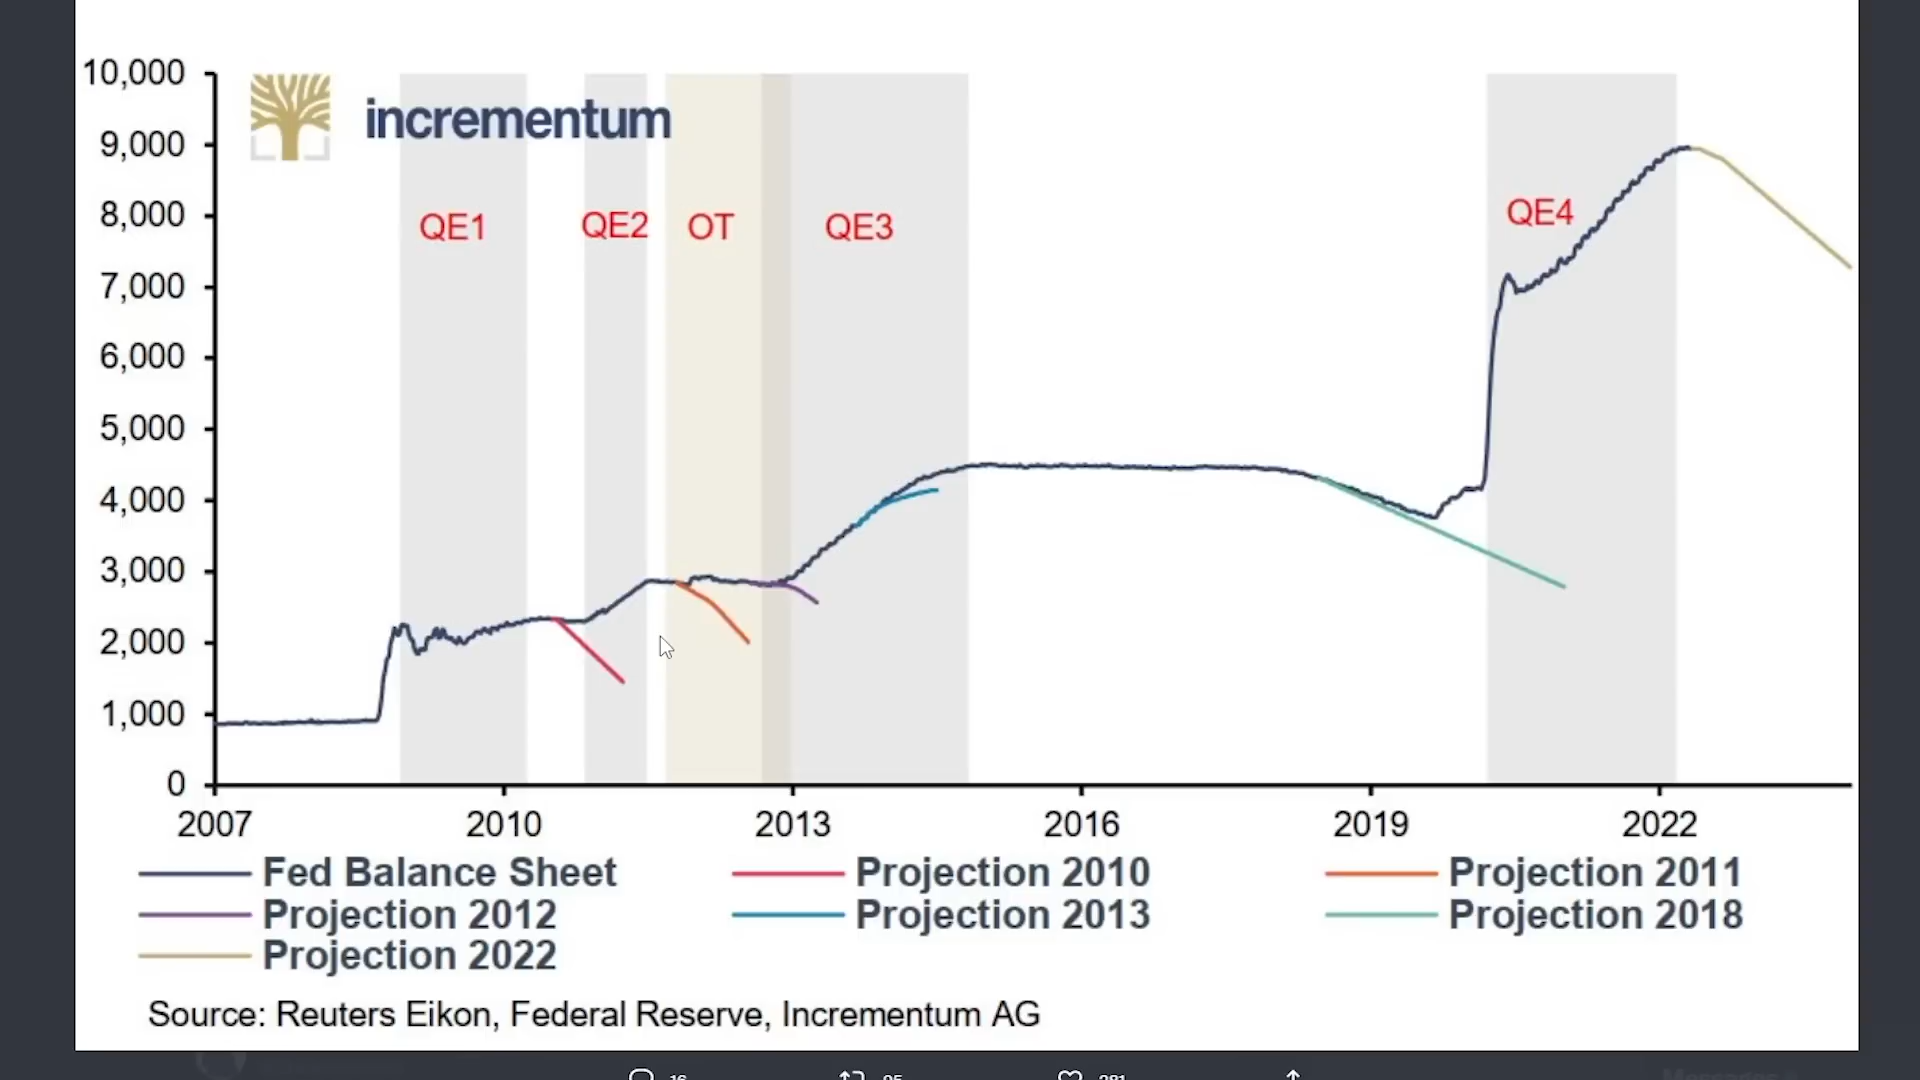 10,000
incrementum
9,000
8,000
QE1
QE2
OT
QE3
QE4
7,000
6,000
5,000
4,000
3,000
2,000
1,000
0
2007
2010
2013
2016
2019
2022
Fed Balance Sheet
Projection 2010
Projection 2011
Projection 2012
Projection 2013
Projection 2018
Projection 2022
Source: Reuters Eikon, Federal Reserve, Incrementum AG